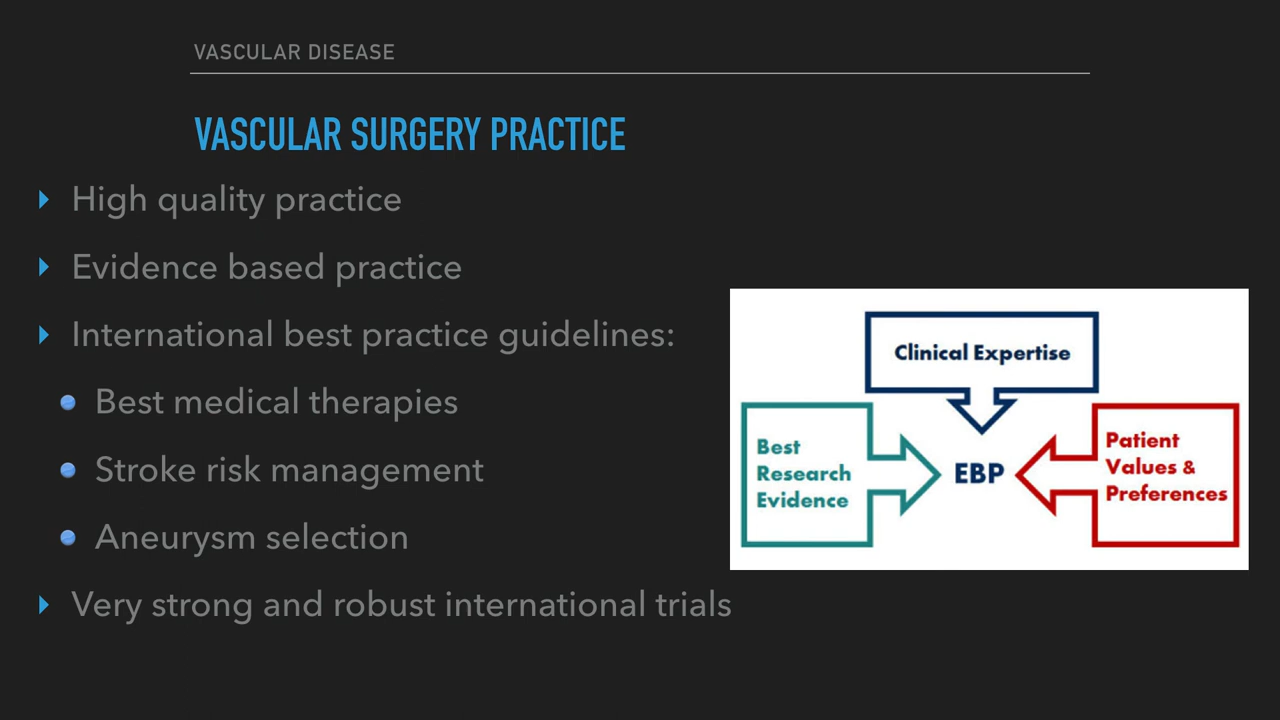 VASCULAR DISEASE
VASCULAR SURGERY PRACTICE
High quality practice
Evidence based practice
International best practice guidelines:
Best medical therapies
Stroke risk management
Aneurysm selection
Very strong and robust international trials
Clinical Expertise
Best
Research
Evidence
EBP
Patient
Values &
Preferences